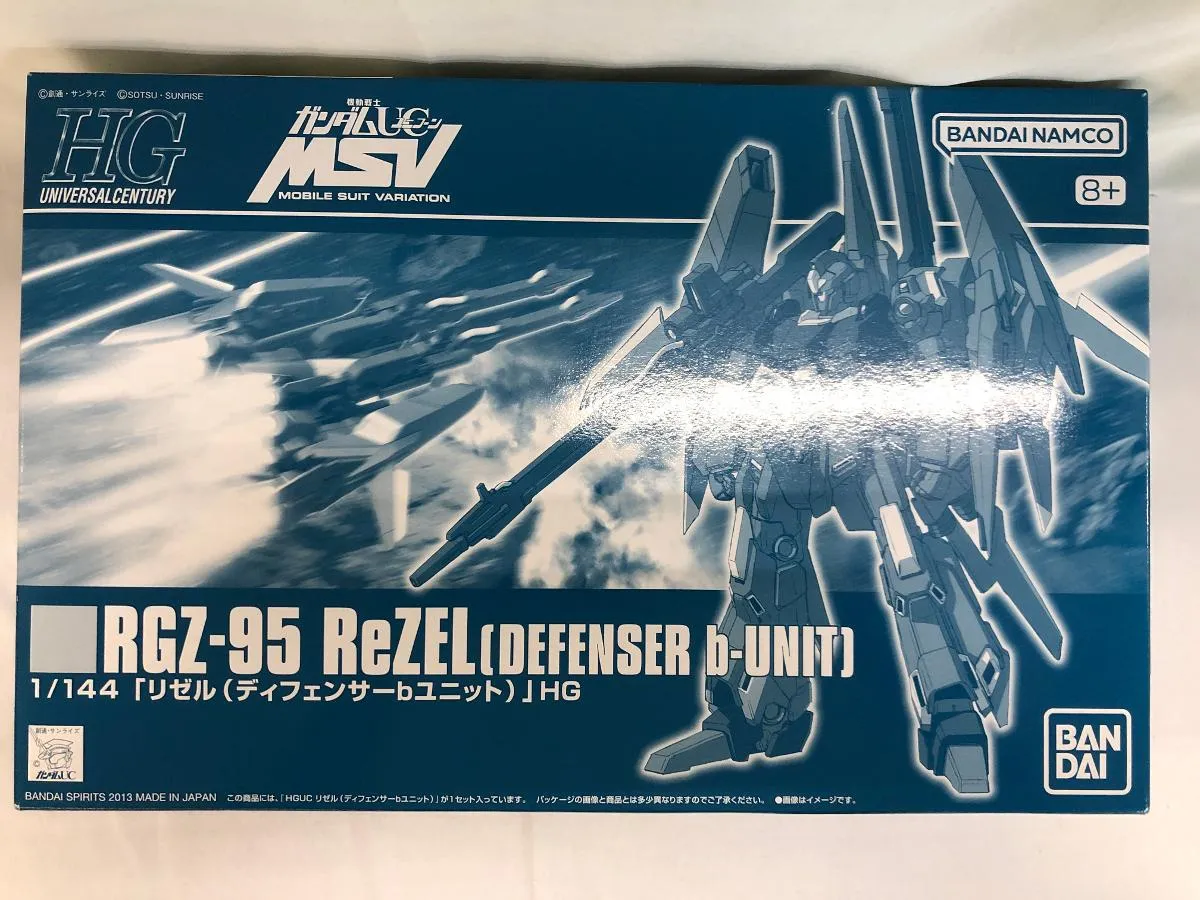 ©創通・サンライズ ©SOTSU・SUNRISE
HG
UNIVERSAL CENTURY
機動戦士
ガンダムUC
ユニコーン
MSV
MOBILE SUIT VARIATION
BANDAI NAMCO
8+
RGZ-95 ReZEL(DEFENSER b-UNIT)
1/144「リゼル(ディフェンサーbユニット)」HG
創通・サンライズ
©
ガンダムUC
BAN
DAI
BANDAI SPIRITS 2013 MADE IN JAPAN この商品には、「HGUC リゼル(ディフェンサーbユニット)」が1セット入っています。 パッケージの画像と商品とは多少異なりますのでご了承ください。 ●画像はイメージです。